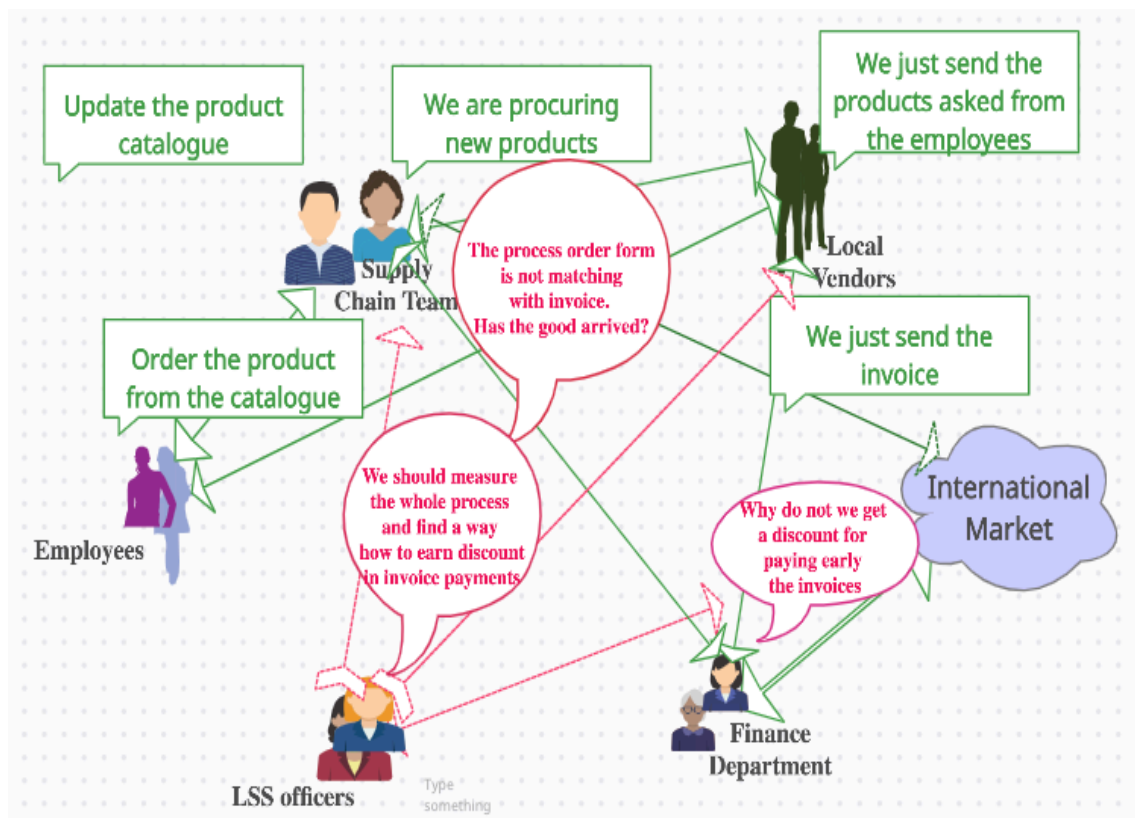 Update the product
catalogue
We are procuring
new products
We just send the
products asked from
the employees
The process order form
is not matching
with invoice.
Has the good arrived?
Supply
Chain Team
Local
Vendors
Order the product
from the catalogue
We just send the
invoice
We should measure
the whole process
and find a way
how to earn discount
in invoice payments
Why do not we get
a discount for
paying early
the invoices
International
Market
Employees
Finance
Department
LSS officers
Type
something